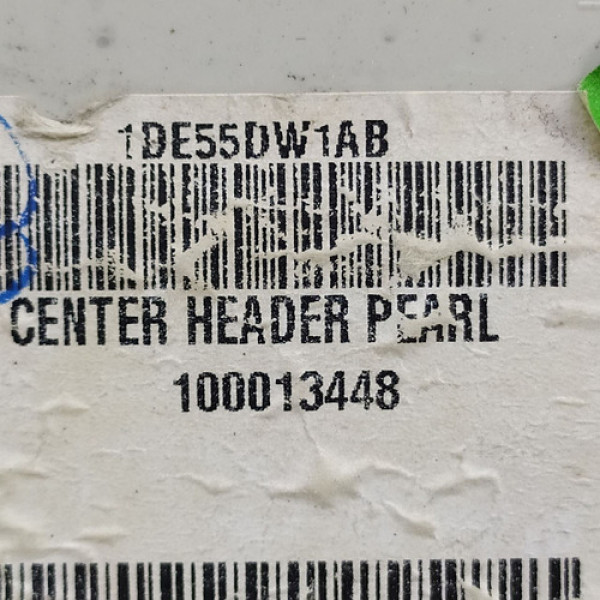 1DE55DW1AB
CENTER HEADER PEARL
100013448